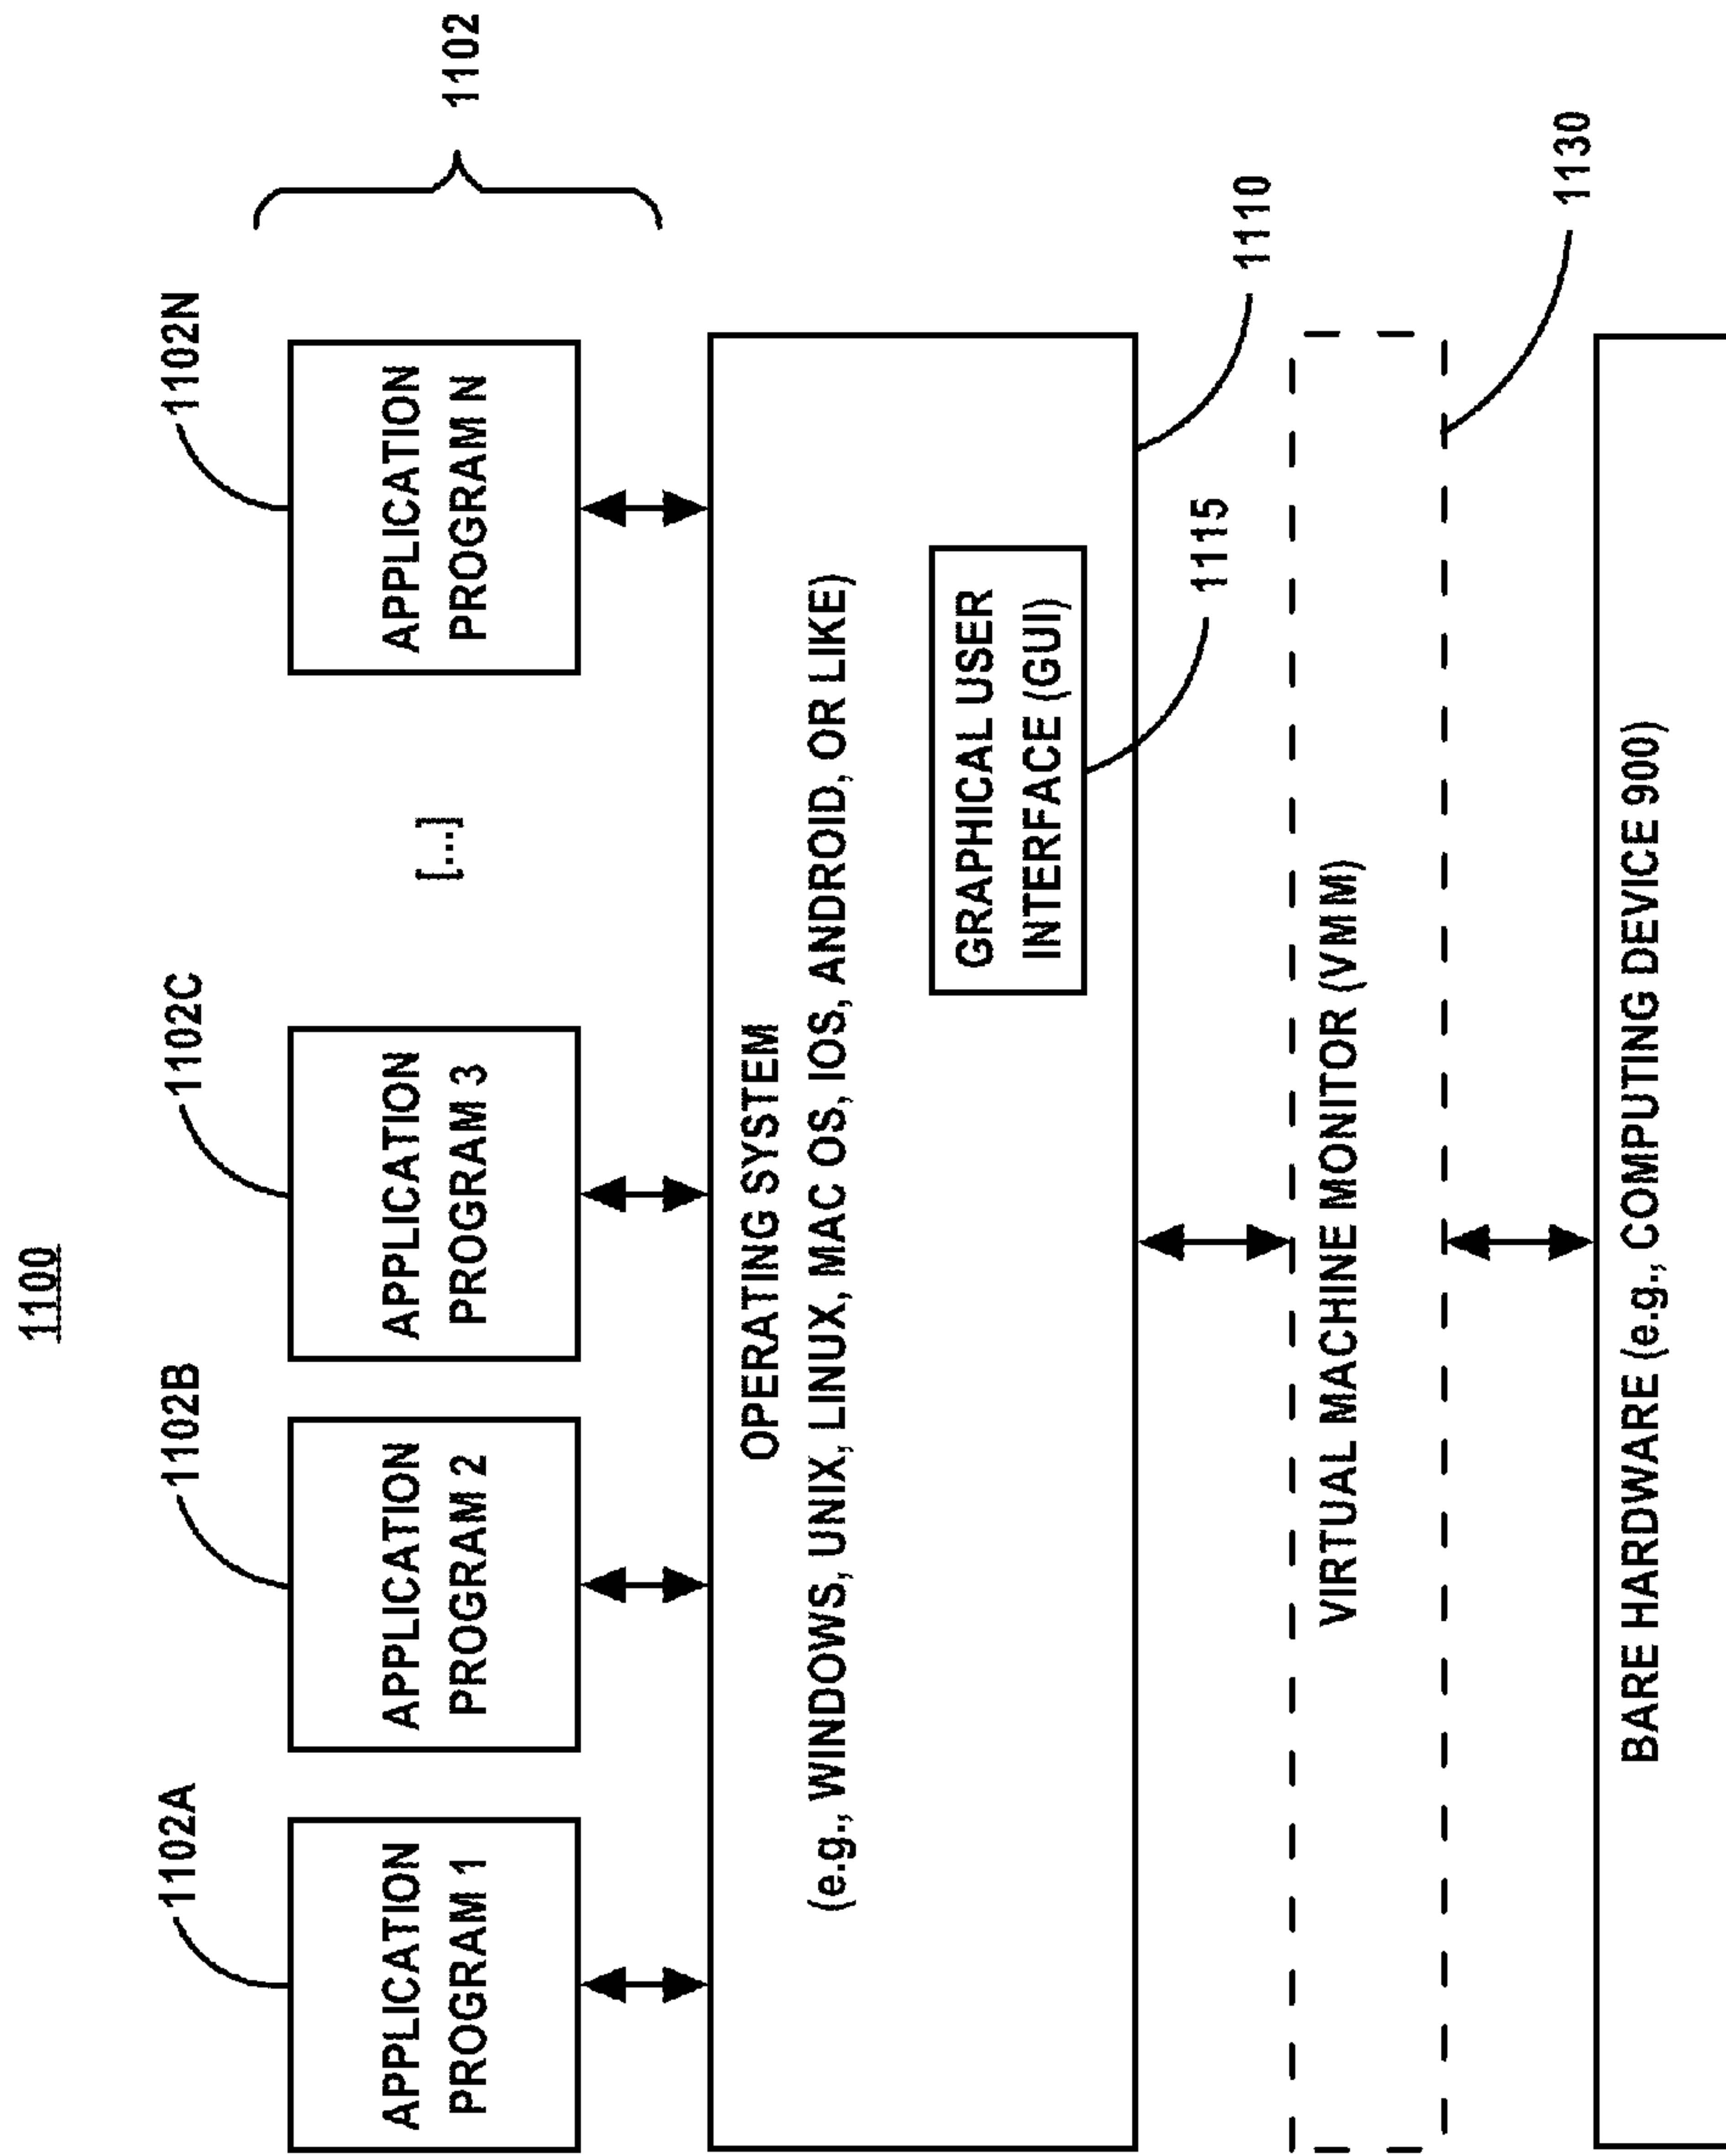 1100
1102A
1102B
1102C
1102N
1102
APPLICATION
PROGRAM 1
APPLICATION
PROGRAM 2
APPLICATION
PROGRAM 3
[...]
APPLICATION
PROGRAM N
OPERATING SYSTEM
(e.g., WINDOWS, UNIX, LINUX, MAC OS, IOS, ANDROID, OR LIKE)
GRAPHICAL USER
INTERFACE (GUI)
1115
1110
VIRTUAL MACHINE MONITOR (VMM)
1130
BARE HARDWARE (e.g., COMPUTING DEVICE 900)